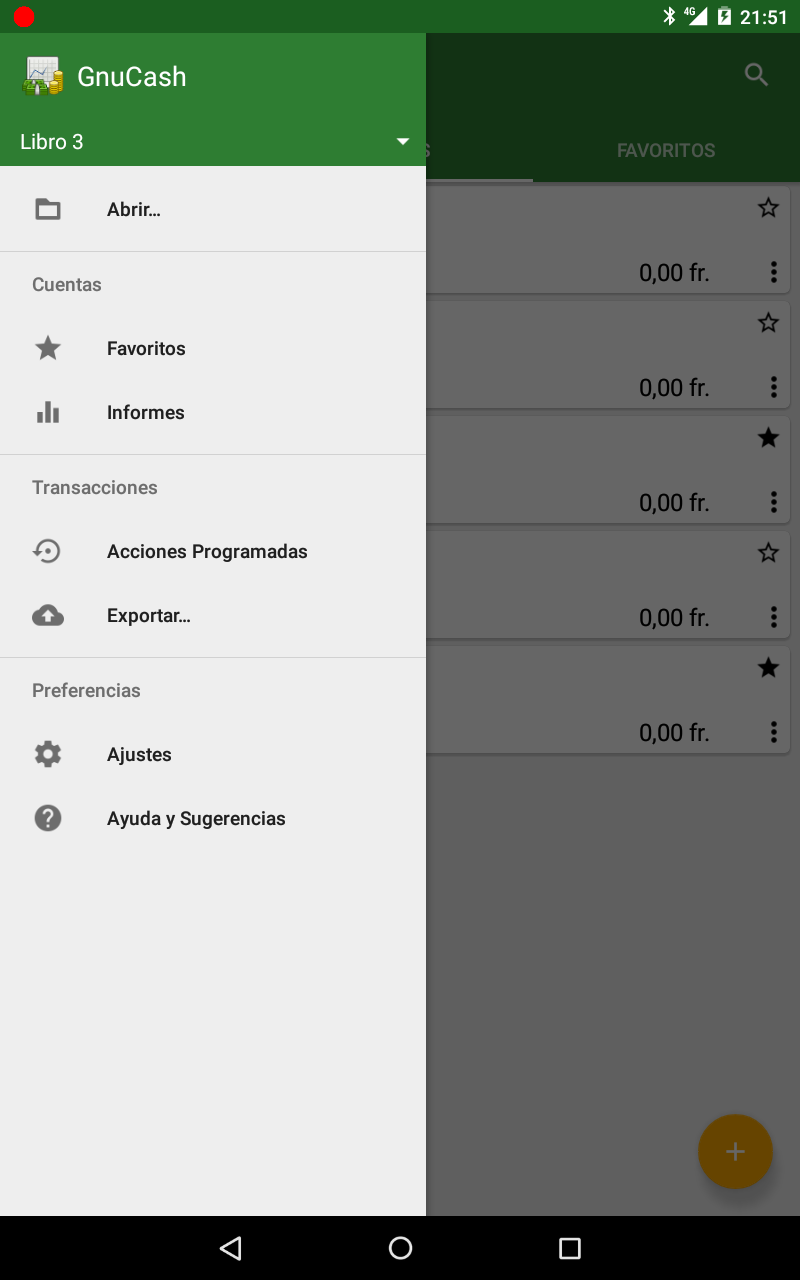 4G 21:51
GnuCash
Libro 3
S
FAVORITOS
Abrir...
0,00 fr.
Cuentas
Favoritos
0,00 fr.
Informes
Transacciones
0,00 fr.
Acciones Programadas
Exportar...
0,00 fr.
Preferencias
0,00 fr.
Ajustes
Ayuda y Sugerencias